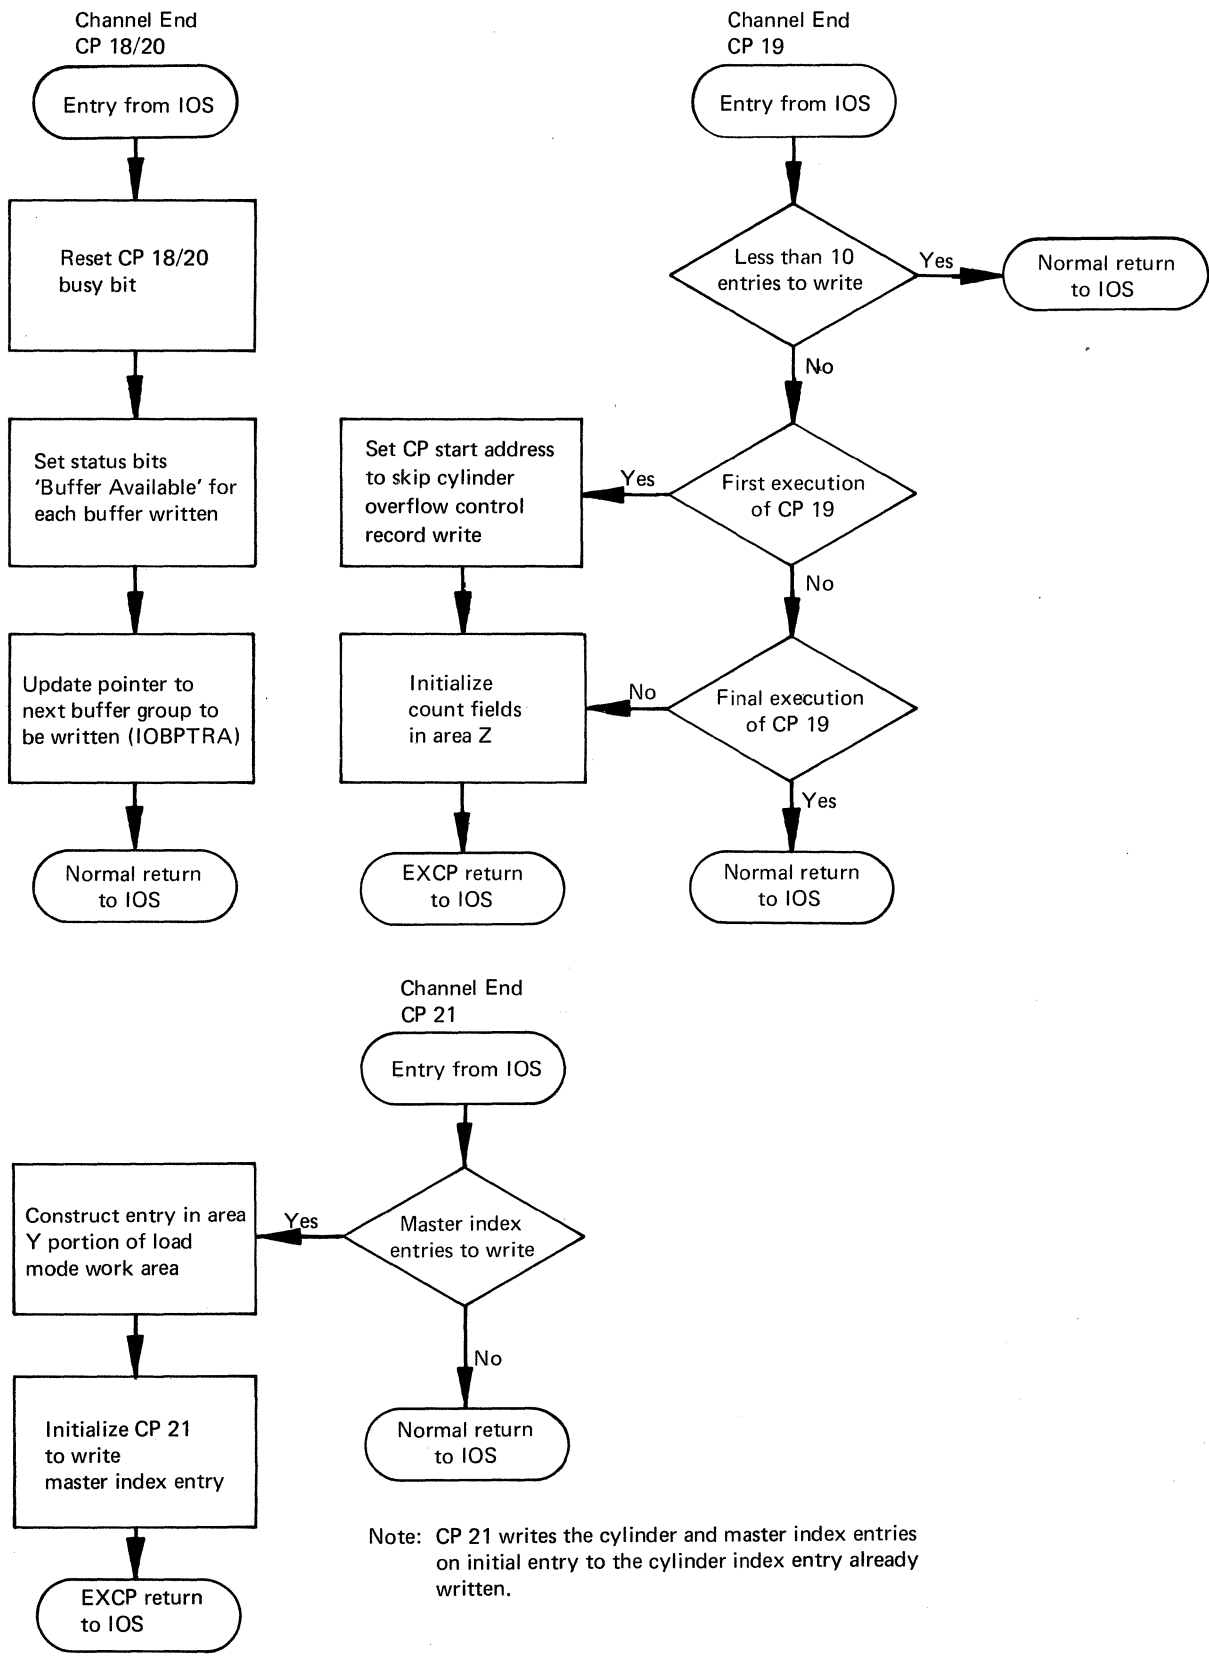 Channel End
CP 18/20
Entry from IOS
Reset CP 18/20
busy bit
Set status bits
'Buffer Available' for
each buffer written
Update pointer to
next buffer group to
be written (IOBPTRA)
Normal return
to IOS
Channel End
CP 19
Entry from IOS
Less than 10
entries to write
Yes
Normal return
to IOS
No
First execution
of CP 19
Yes
Set CP start address
to skip cylinder
overflow control
record write
No
Final execution
of CP 19
No
Initialize
count fields
in area Z
EXCP return
to IOS
Yes
Normal return
to IOS
Channel End
CP 21
Entry from IOS
Master index
entries to write
Yes
Construct entry in area
Y portion of load
mode work area
Initialize CP 21
to write
master index entry
EXCP return
to IOS
No
Normal return
to IOS
Note: CP 21 writes the cylinder and master index entries
on initial entry to the cylinder index entry already
written.